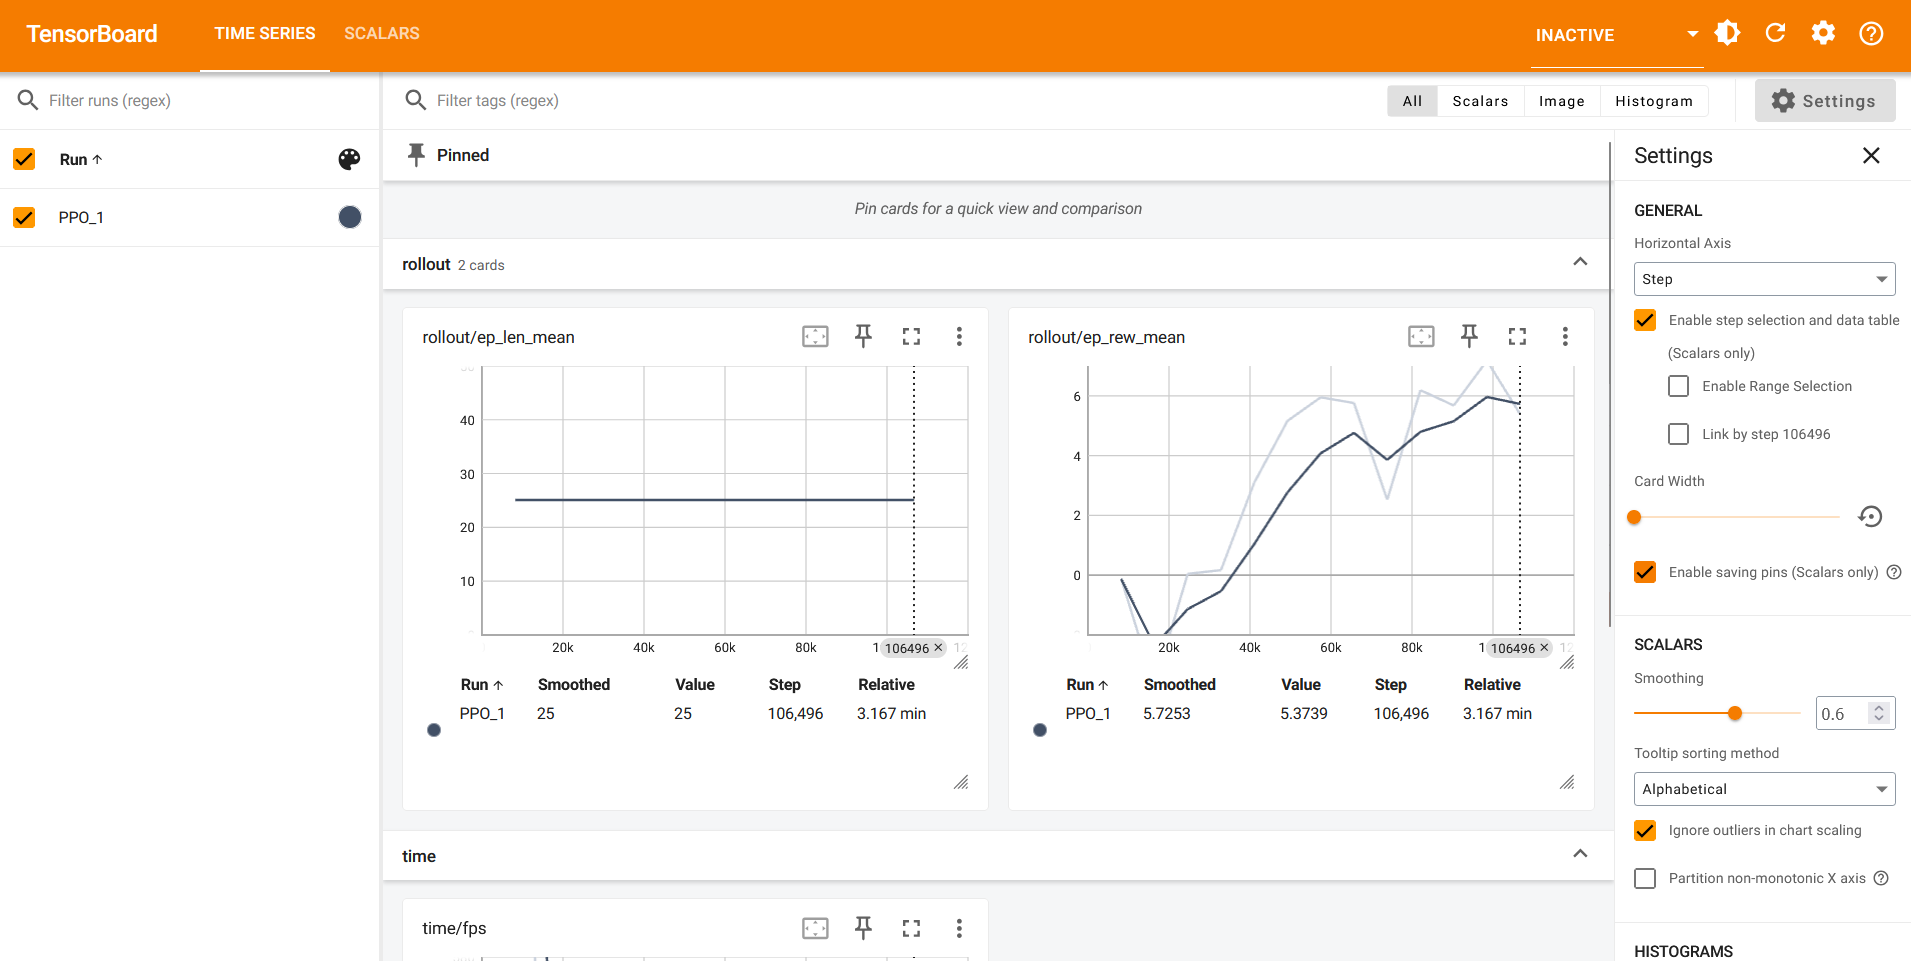 TensorBoard
TIME SERIES
SCALARS
INACTIVE
Filter runs (regex)
Filter tags (regex)
All
Scalars
Image
Histogram
Settings
Run
PPO_1
Pinned
Pin cards for a quick view and comparison
rollout 2 cards
rollout/ep_len_mean
40
30
20
10
20k 40k 60k 80k 106496
Run Smoothed Value Step Relative
PPO_1 25 25 106,496 3.167 min
rollout/ep_rew_mean
6
4
2
0
20k 40k 60k 80k 106496
Run Smoothed Value Step Relative
PPO_1 5.7253 5.3739 106,496 3.167 min
time
time/fps
Settings
GENERAL
Horizontal Axis
Step
Enable step selection and data table
(Scalars only)
Enable Range Selection
Link by step 106496
Card Width
Enable saving pins (Scalars only)
SCALARS
Smoothing
0.6
Tooltip sorting method
Alphabetical
Ignore outliers in chart scaling
Partition non-monotonic X axis
HISTOGRAMS